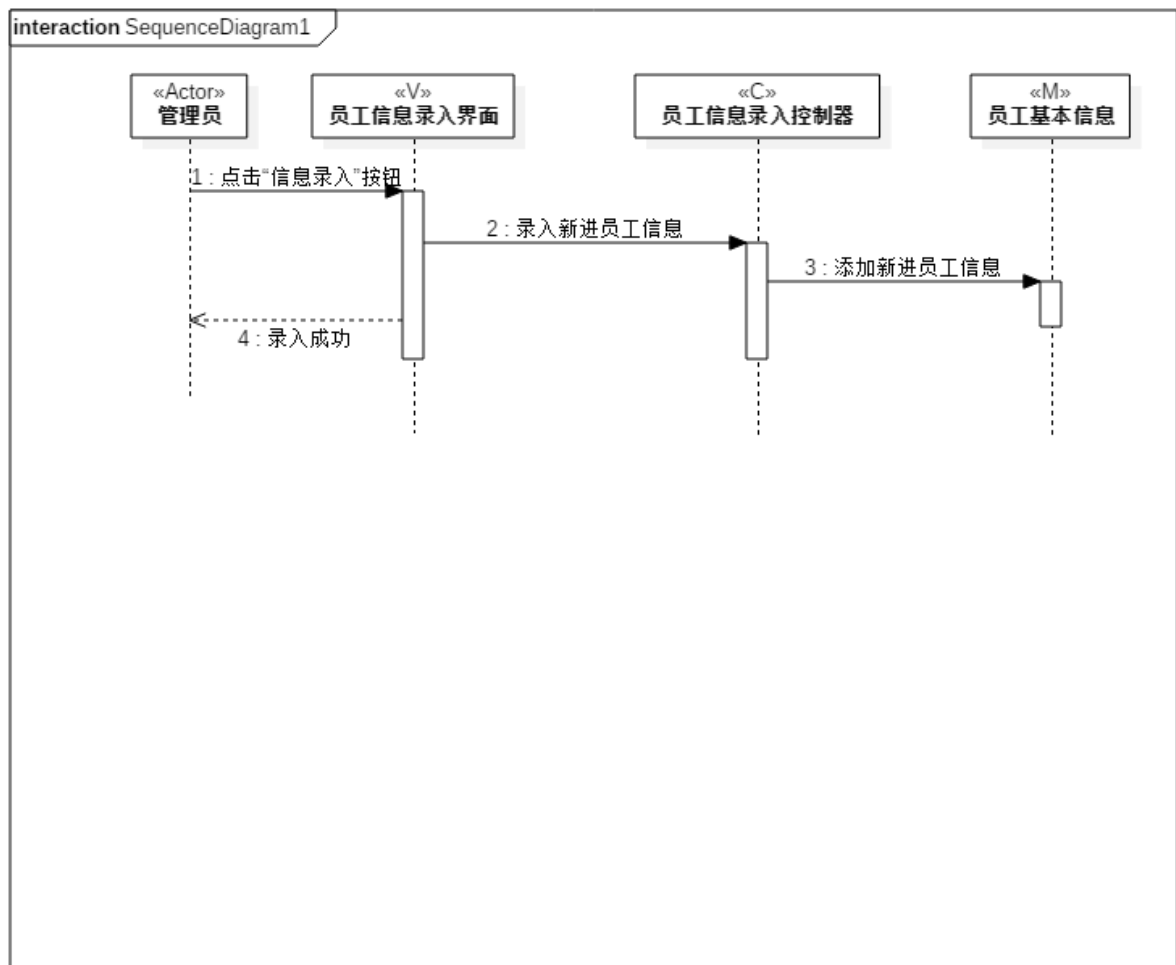 interaction SequenceDiagram1
«Actor»
管理员
«V»
员工信息录入界面
«C»
员工信息录入控制器
«M»
员工基本信息
1 : 点击“信息录入”按钮
2 : 录入新进员工信息
3 : 添加新进员工信息
4 : 录入成功